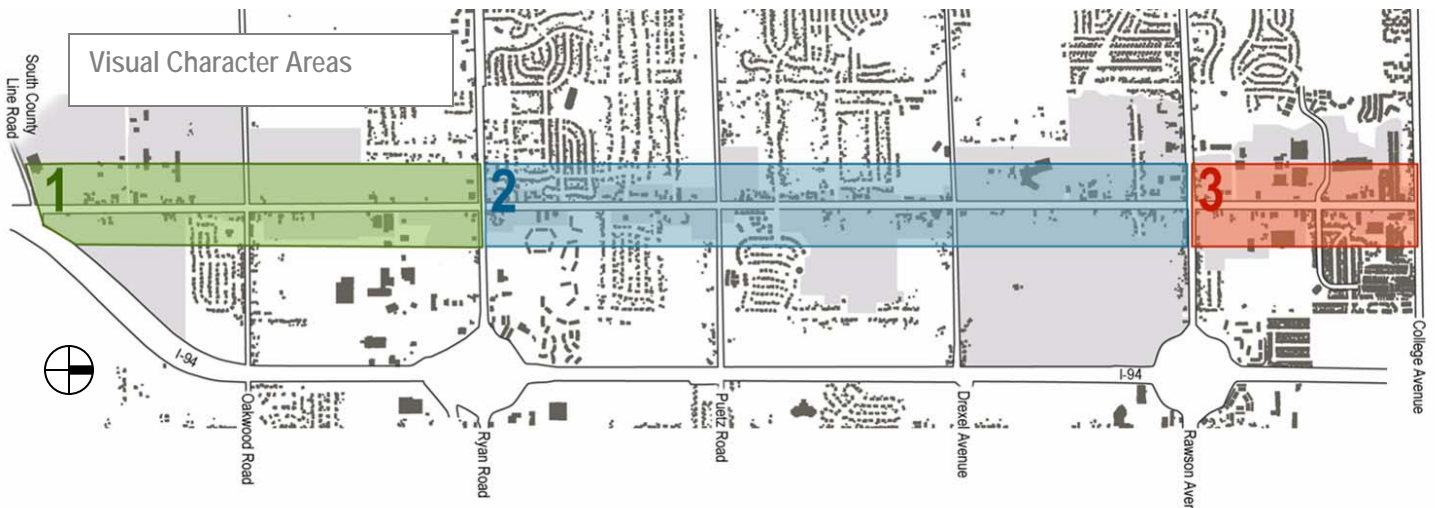 Visual Character Areas
South County
Line Road
1
2
3
I-94
I-94
Oakwood Road
Ryan Road
Puetz Road
Drexel Avenue
Rawson Aven
College Avenue